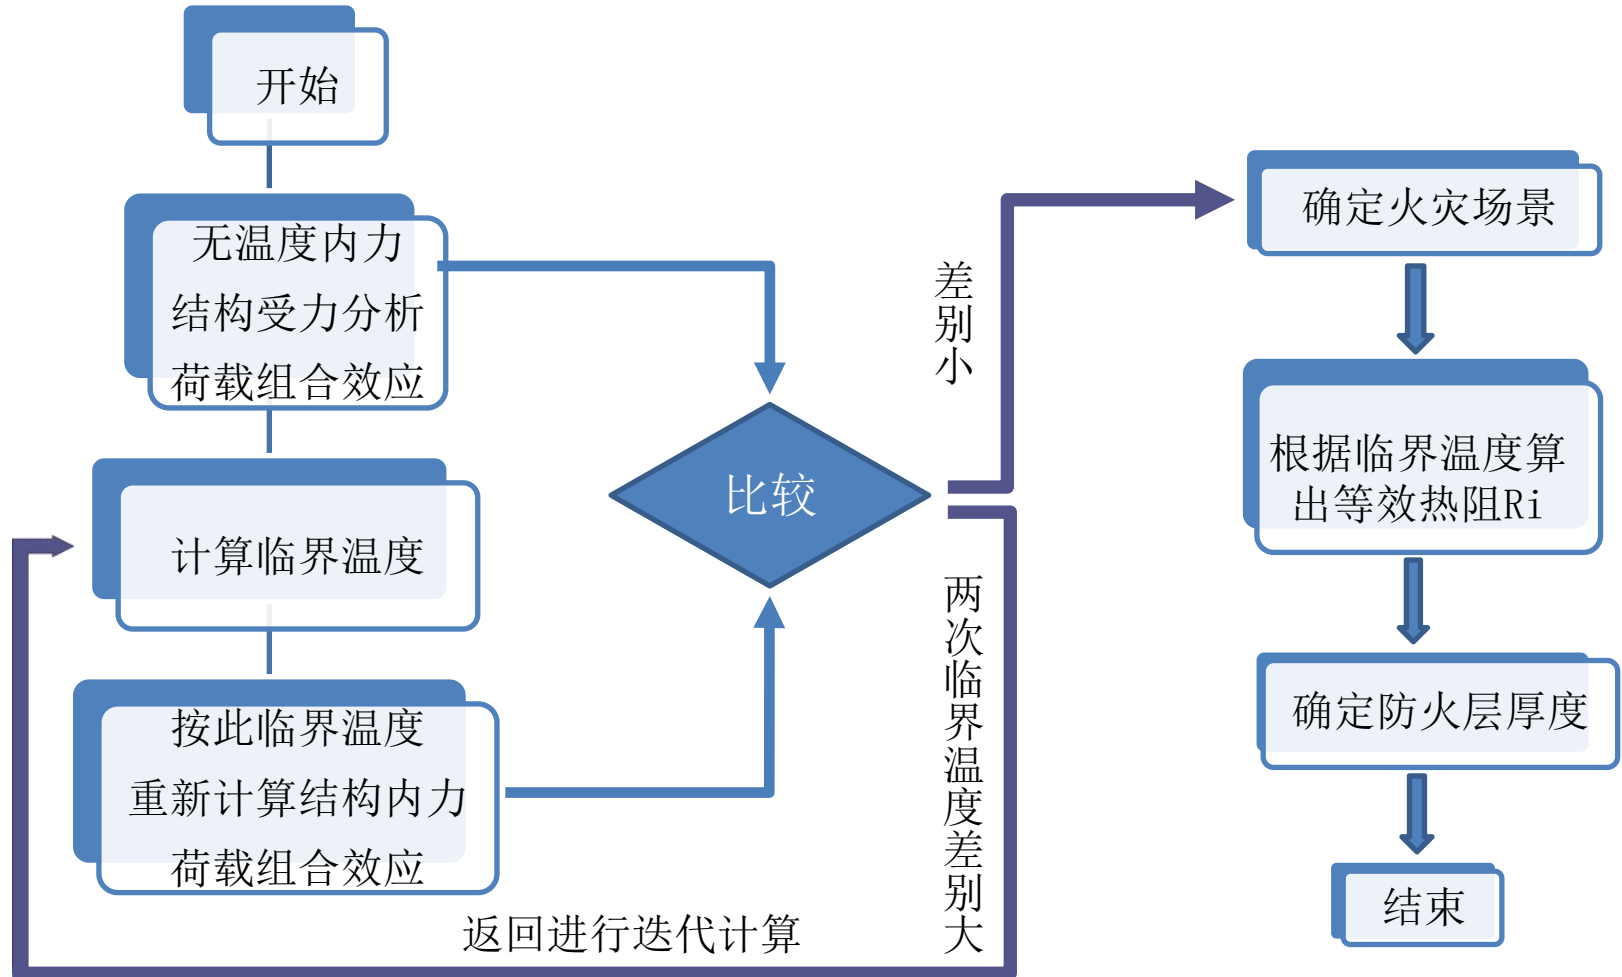 开始
无温度内力
结构受力分析
荷载组合效应
计算临界温度
按此临界温度
重新计算结构内力
荷载组合效应
返回进行迭代计算
比较
差别小
两次临界温度差别大
确定火灾场景
根据临界温度算
出等效热阻Ri
确定防火层厚度
结束